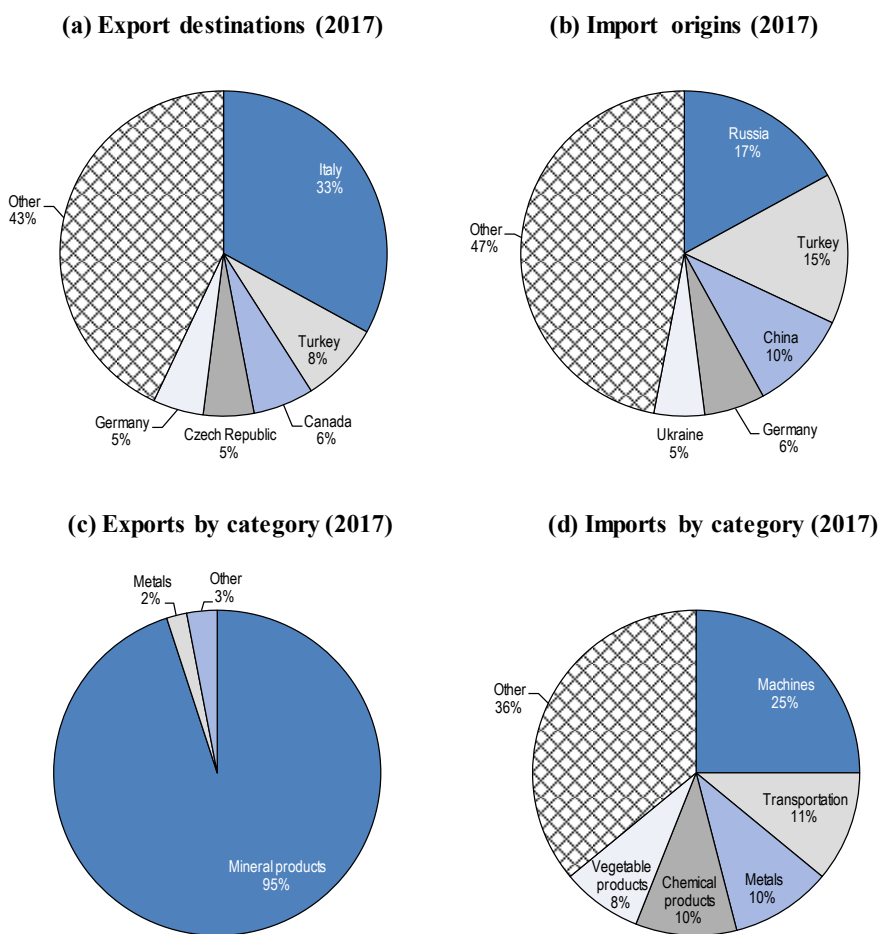 (a) Export destinations (2017)
Italy
33%
Turkey
8%
Canada
6%
Czech Republic
5%
Germany
5%
Other
43%
(b) Import origins (2017)
Russia
17%
Turkey
15%
China
10%
Germany
6%
Ukraine
5%
Other
47%
(c) Exports by category (2017)
Metals
2%
Other
3%
Mineral products
95%
(d) Imports by category (2017)
Machines
25%
Transportation
11%
Metals
10%
Chemical
products
10%
Vegetable
products
8%
Other
36%